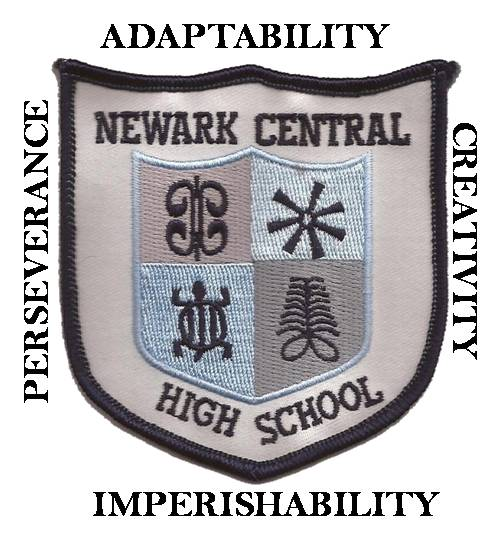 ADAPTABILITY
PERSEVERANCE
NEWARK CENTRAL
HIGH SCHOOL
CREATIVITY
IMPERISHABILITY